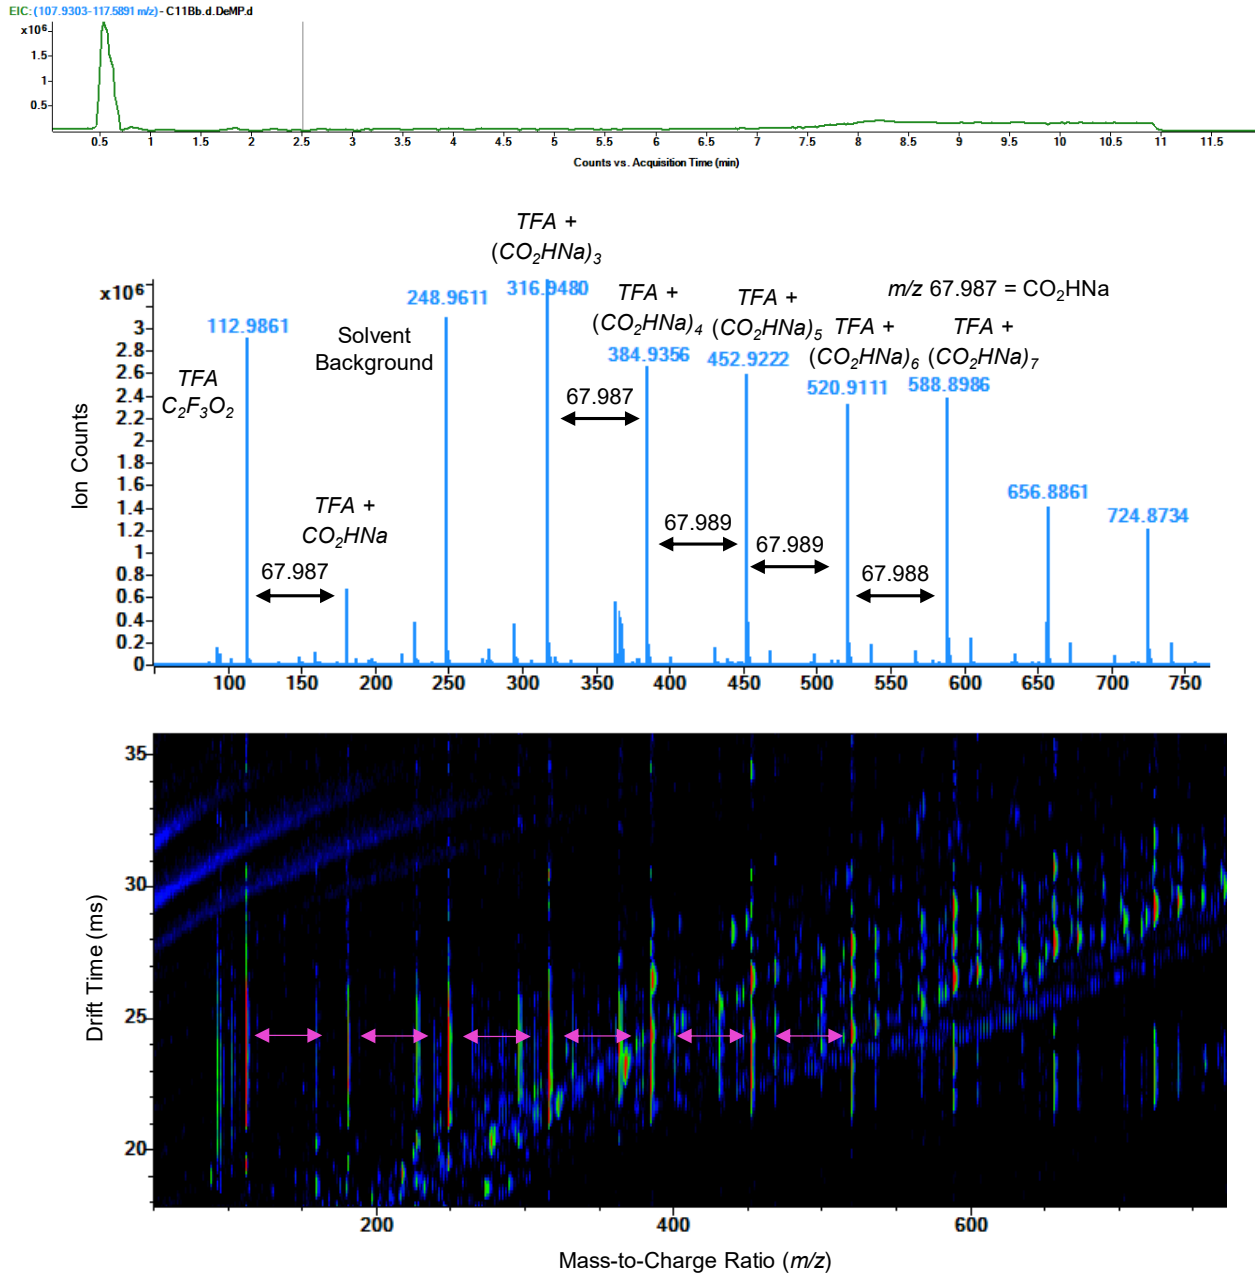 EIC: (107.9303-117.5891 m/z) - C11Bb.d.DeMP.d
x10⁶
1.5
1
0.5
0.5 1 1.5 2 2.5 3 3.5 4 4.5 5 5.5 6 6.5 7 7.5 8 8.5 9 9.5 10 10.5 11 11.5
Counts vs. Acquisition Time (min)
TFA +
(CO₂HNa)₃
x10⁶
3
2.8
2.6
2.4
2.2
2
1.8
1.6
1.4
1.2
1
0.8
0.6
0.4
0.2
0
Ion Counts
112.9861
TFA
C₂F₃O₂
67.987
TFA +
CO₂HNa
Solvent
Background
248.9611
316.9480
67.987
TFA +
(CO₂HNa)₄
384.9356
67.989
TFA +
(CO₂HNa)₅
452.9222
67.989
TFA +
(CO₂HNa)₆
520.9111
67.988
m/z 67.987 = CO₂HNa
TFA +
(CO₂HNa)₇
588.8986
656.8861
724.8734
100 150 200 250 300 350 400 450 500 550 600 650 700 750
35
30
25
20
Drift Time (ms)
200 400 600
Mass-to-Charge Ratio (m/z)